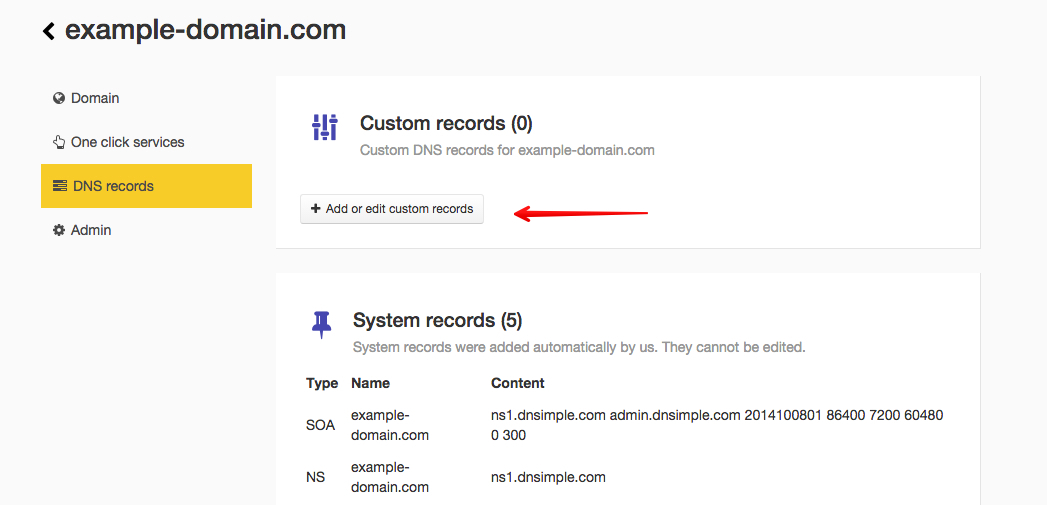 example-domain.com
Domain
One click services
DNS records
Admin
Custom records (0)
Custom DNS records for example-domain.com
+ Add or edit custom records
System records (5)
System records were added automatically by us. They cannot be edited.
Type Name Content
SOA example-domain.com ns1.dnsimple.com admin.dnsimple.com 2014100801 86400 7200 604800 300
NS example-domain.com ns1.dnsimple.com